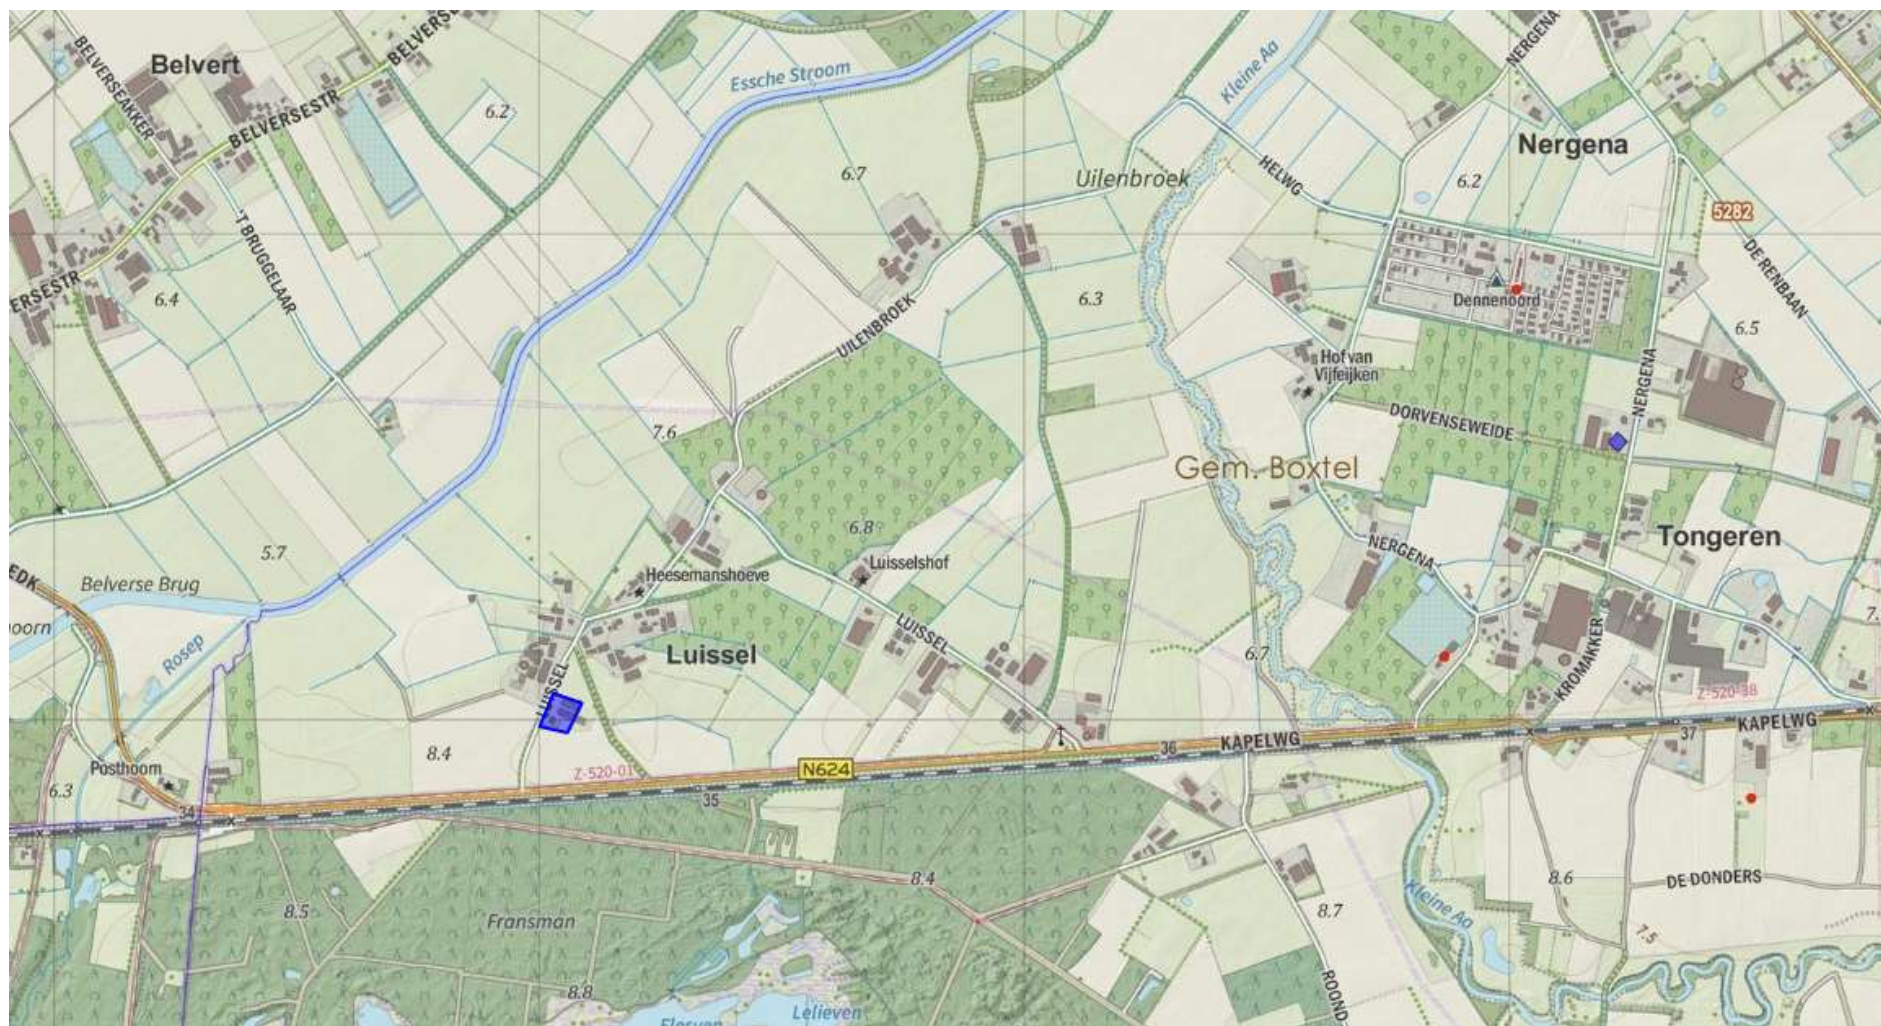 BELVERSE
Belvert
BELVERSEAKKER
BELVERSESTR
6.2
Essche Stroom
Kleine Aa
NERGENA
Nergena
6.7
Uilenbroek
HELWG
6.2
5282
DE RENBAAN
'T BRUGGELAAR
ERSESTR
6.4
6.3
Dennenoord
6.5
UILENBROEK
Hof van
Vijfeijken
NERGENA
DORVENSEWEIDE
7.6
Gem. Boxtel
6.8
5.7
Luisselshof
NERGENA
Tongeren
EDK
Belverse Brug
Heesemanshoeve
oorn
Rosep
LUISSEL
Luissel
LUISSEL
6.7
KROMAKKER
7.
Z-520-38
8.4
36
KAPELWG
37
KAPELWG
Posthoorn
Z-520-01
N624
6.3
34
35
8.4
8.6
DE DONDERS
8.5
Fransman
8.7
Kleine Aa
7.5
8.8
ROOND
Lelieven
Flesven